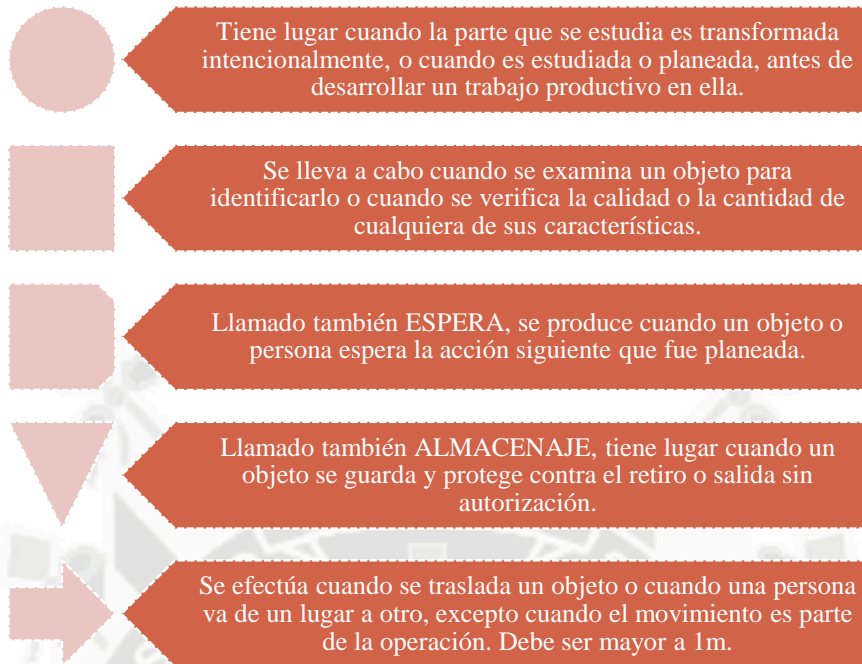 Tiene lugar cuando la parte que se estudia es transformada
intencionalmente, o cuando es estudiada o planeada, antes de
desarrollar un trabajo productivo en ella.
Se lleva a cabo cuando se examina un objeto para
identificarlo o cuando se verifica la calidad o la cantidad de
cualquiera de sus características.
Llamado también ESPERA, se produce cuando un objeto o
persona espera la acción siguiente que fue planeada.
Llamado también ALMACENAJE, tiene lugar cuando un
objeto se guarda y protege contra el retiro o salida sin
autorización.
Se efectúa cuando se traslada un objeto o cuando una persona
va de un lugar a otro, excepto cuando el movimiento es parte
de la operación. Debe ser mayor a 1m.